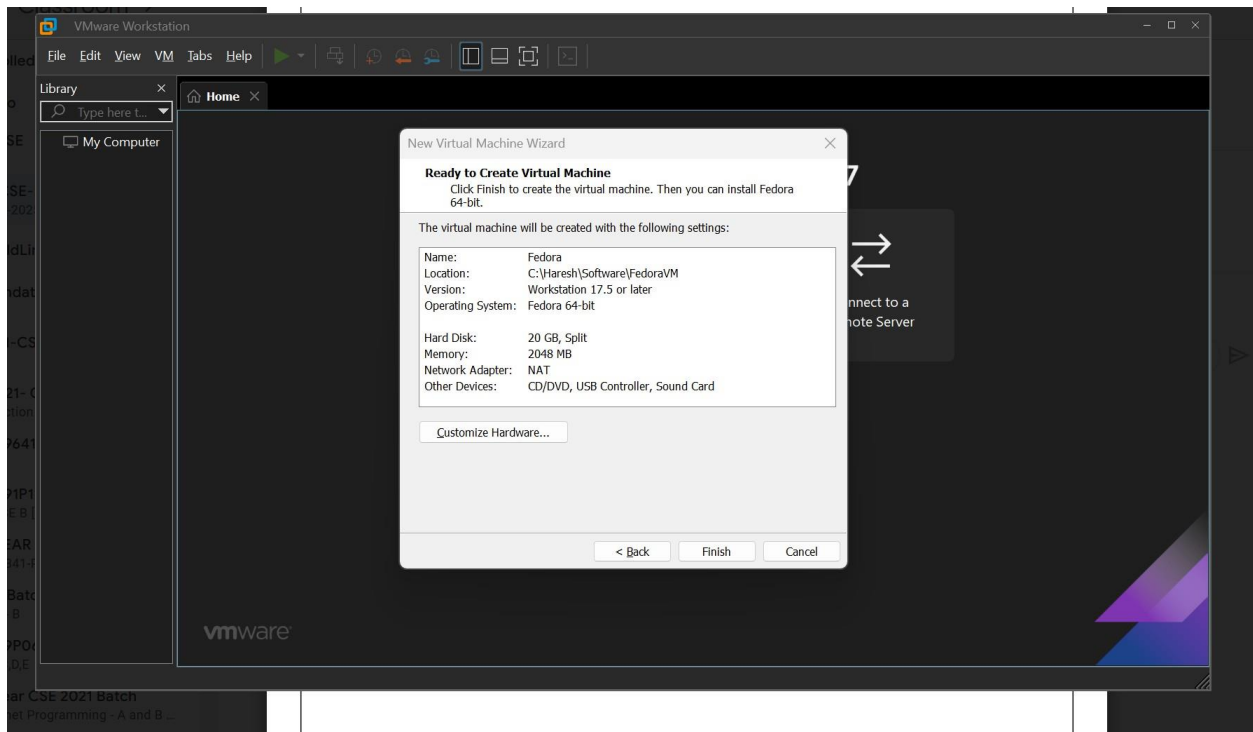 Classroom
VMware Workstation
File Edit View VM Tabs Help
Library
Home
Type here t...
My Computer
New Virtual Machine Wizard
Ready to Create Virtual Machine
Click Finish to create the virtual machine. Then you can install Fedora
64-bit.
The virtual machine will be created with the following settings:
Name: Fedora
Location: C:\Haresh\Software\FedoraVM
Version: Workstation 17.5 or later
Operating System: Fedora 64-bit
Hard Disk: 20 GB, Split
Memory: 2048 MB
Network Adapter: NAT
Other Devices: CD/DVD, USB Controller, Sound Card
Customize Hardware...
< Back Finish Cancel
7
nnect to a
note Server
vmware
CSE 2021 Batch
Programming - A and B ...